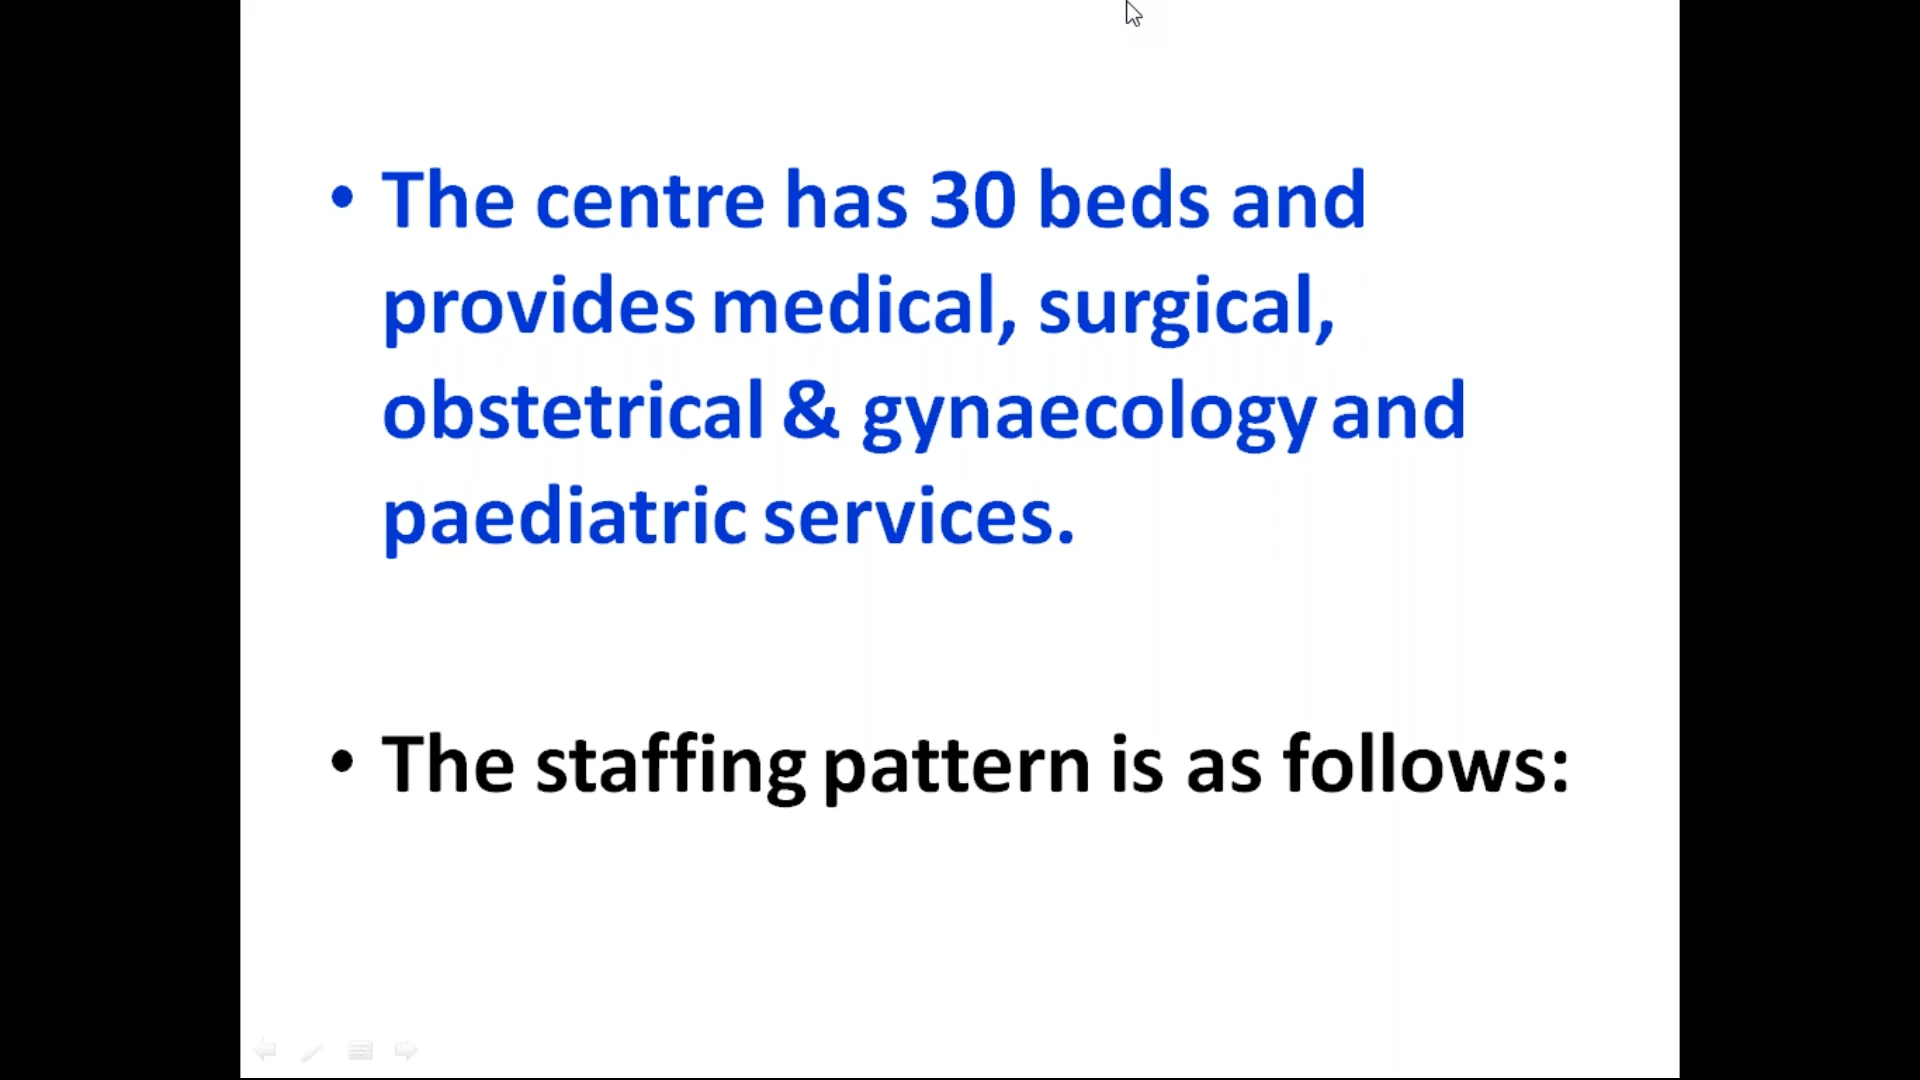 • The centre has 30 beds and
provides medical, surgical,
obstetrical & gynaecology and
paediatric services.
• The staffing pattern is as follows: